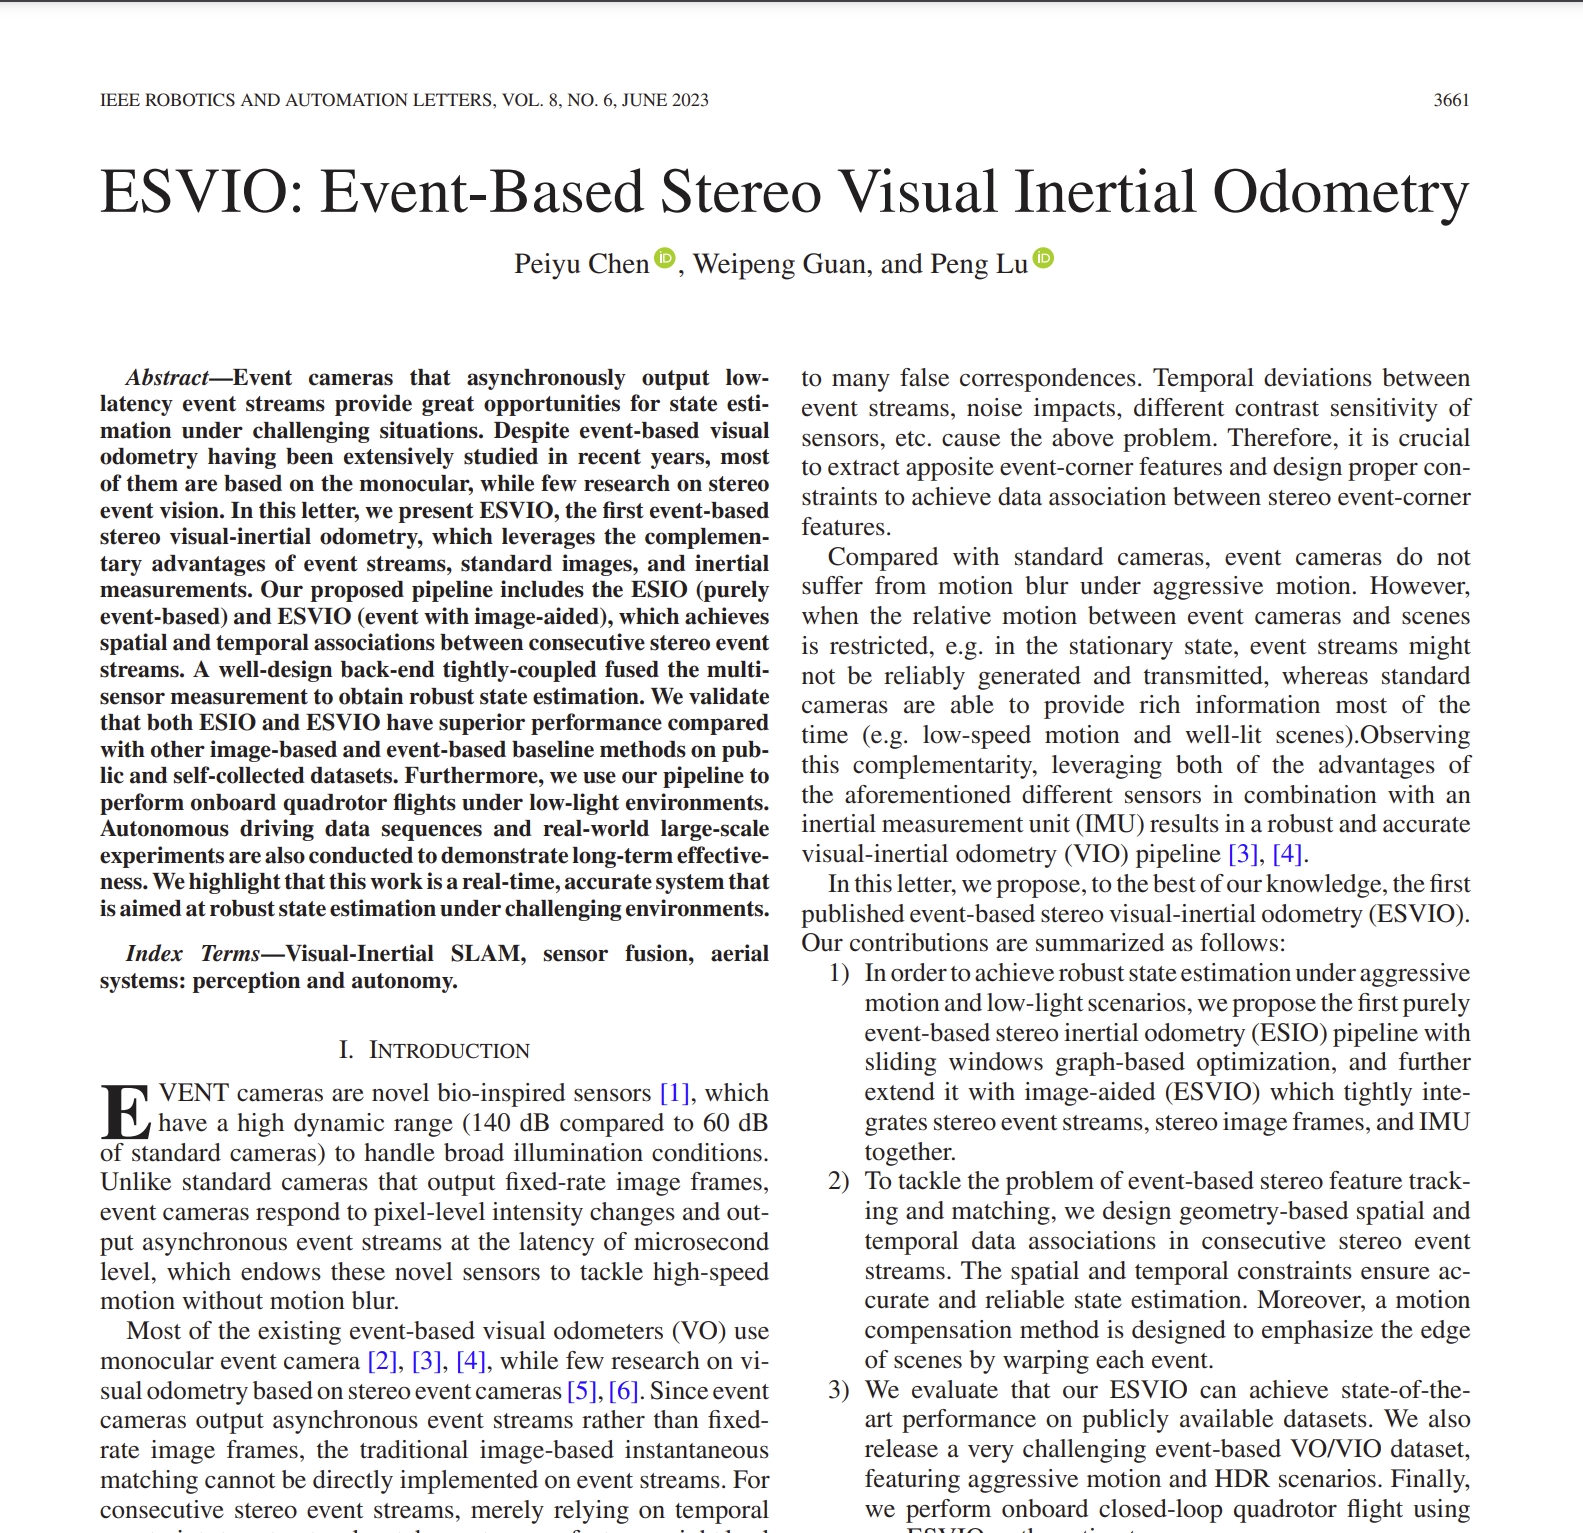 IEEE ROBOTICS AND AUTOMATION LETTERS, VOL. 8, NO. 6, JUNE 2023
3661
ESVIO: Event-Based Stereo Visual Inertial Odometry
Peiyu Chen iD, Weipeng Guan, and Peng Lu iD
Abstract—Event cameras that asynchronously output low-
latency event streams provide great opportunities for state esti-
mation under challenging situations. Despite event-based visual
odometry having been extensively studied in recent years, most
of them are based on the monocular, while few research on stereo
event vision. In this letter, we present ESVIO, the first event-based
stereo visual-inertial odometry, which leverages the complemen-
tary advantages of event streams, standard images, and inertial
measurements. Our proposed pipeline includes the ESIO (purely
event-based) and ESVIO (event with image-aided), which achieves
spatial and temporal associations between consecutive stereo event
streams. A well-design back-end tightly-coupled fused the multi-
sensor measurement to obtain robust state estimation. We validate
that both ESIO and ESVIO have superior performance compared
with other image-based and event-based baseline methods on pub-
lic and self-collected datasets. Furthermore, we use our pipeline to
perform onboard quadrotor flights under low-light environments.
Autonomous driving data sequences and real-world large-scale
experiments are also conducted to demonstrate long-term effective-
ness. We highlight that this work is a real-time, accurate system that
is aimed at robust state estimation under challenging environments.
Index Terms—Visual-Inertial SLAM, sensor fusion, aerial
systems: perception and autonomy.
I. INTRODUCTION
EVENT cameras are novel bio-inspired sensors [1], which
have a high dynamic range (140 dB compared to 60 dB
of standard cameras) to handle broad illumination conditions.
Unlike standard cameras that output fixed-rate image frames,
event cameras respond to pixel-level intensity changes and out-
put asynchronous event streams at the latency of microsecond
level, which endows these novel sensors to tackle high-speed
motion without motion blur.
Most of the existing event-based visual odometers (VO) use
monocular event camera [2], [3], [4], while few research on vi-
sual odometry based on stereo event cameras [5], [6]. Since event
cameras output asynchronous event streams rather than fixed-
rate image frames, the traditional image-based instantaneous
matching cannot be directly implemented on event streams. For
consecutive stereo event streams, merely relying on temporal
to many false correspondences. Temporal deviations between
event streams, noise impacts, different contrast sensitivity of
sensors, etc. cause the above problem. Therefore, it is crucial
to extract apposite event-corner features and design proper con-
straints to achieve data association between stereo event-corner
features.
Compared with standard cameras, event cameras do not
suffer from motion blur under aggressive motion. However,
when the relative motion between event cameras and scenes
is restricted, e.g. in the stationary state, event streams might
not be reliably generated and transmitted, whereas standard
cameras are able to provide rich information most of the
time (e.g. low-speed motion and well-lit scenes).Observing
this complementarity, leveraging both of the advantages of
the aforementioned different sensors in combination with an
inertial measurement unit (IMU) results in a robust and accurate
visual-inertial odometry (VIO) pipeline [3], [4].
In this letter, we propose, to the best of our knowledge, the first
published event-based stereo visual-inertial odometry (ESVIO).
Our contributions are summarized as follows:
1) In order to achieve robust state estimation under aggressive
motion and low-light scenarios, we propose the first purely
event-based stereo inertial odometry (ESIO) pipeline with
sliding windows graph-based optimization, and further
extend it with image-aided (ESVIO) which tightly inte-
grates stereo event streams, stereo image frames, and IMU
together.
2) To tackle the problem of event-based stereo feature track-
ing and matching, we design geometry-based spatial and
temporal data associations in consecutive stereo event
streams. The spatial and temporal constraints ensure ac-
curate and reliable state estimation. Moreover, a motion
compensation method is designed to emphasize the edge
of scenes by warping each event.
3) We evaluate that our ESVIO can achieve state-of-the-
art performance on publicly available datasets. We also
release a very challenging event-based VO/VIO dataset,
featuring aggressive motion and HDR scenarios. Finally,
we perform onboard closed-loop quadrotor flight using